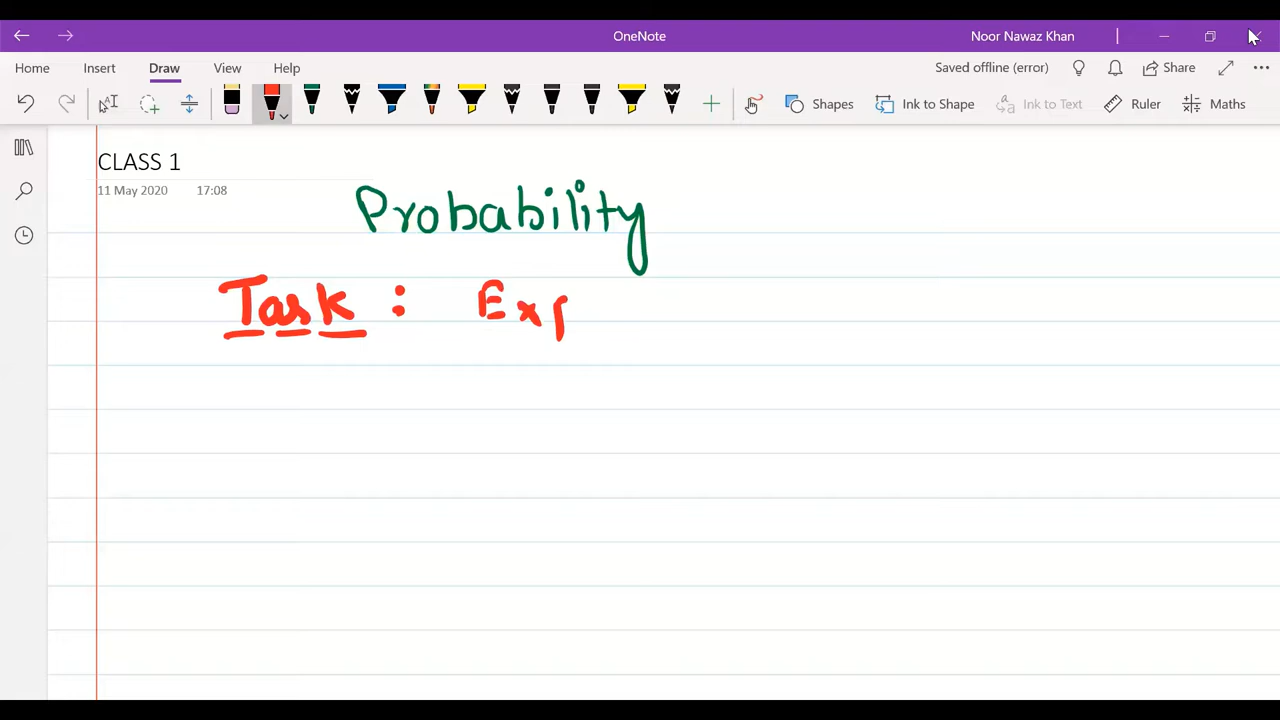 OneNote
Noor Nawaz Khan
Home Insert Draw View Help
Saved offline (error) Share
Shapes Ink to Shape Ink to Text Ruler Maths
CLASS 1
11 May 2020 17:08
Probability
Task : Exp